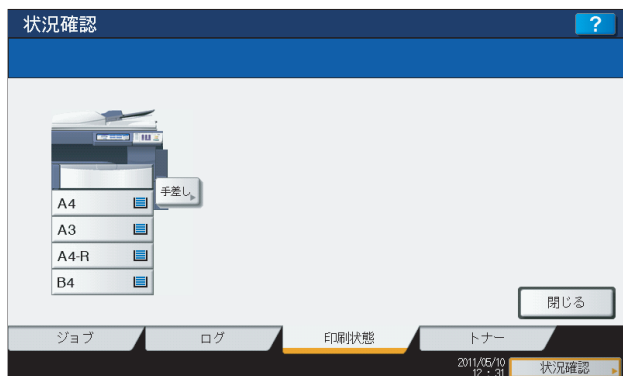 状況確認
?
手差し
A4
A3
A4-R
B4
閉じる
ジョブ
ログ
印刷状態
トナー
2011/05/10
12：31
状況確認